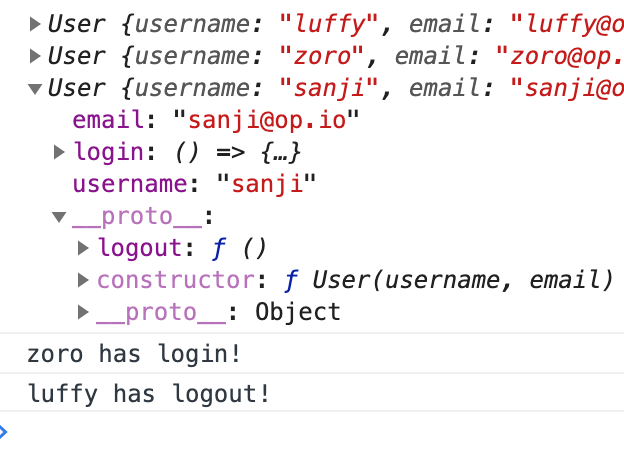 User {username: "luffy", email: "luffy@o
User {username: "zoro", email: "zoro@op.
User {username: "sanji", email: "sanji@o
email: "sanji@op.io"
login: () => {…}
username: "sanji"
__proto__:
logout: ƒ ()
constructor: ƒ User(username, email)
__proto__: Object
zoro has login!
luffy has logout!